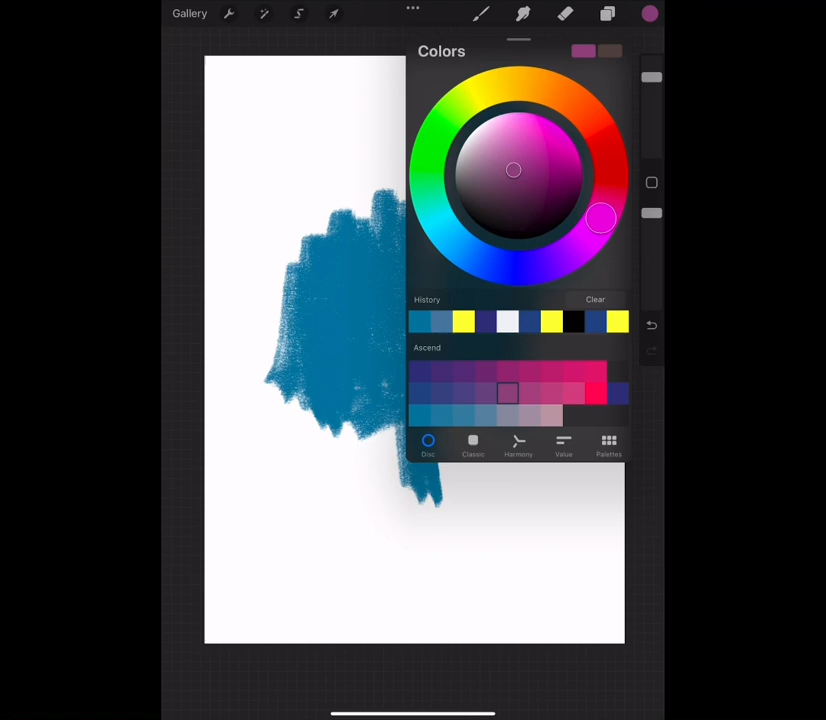 Gallery
Colors
History Clear
Ascend
Disc Classic Harmony Value Palettes